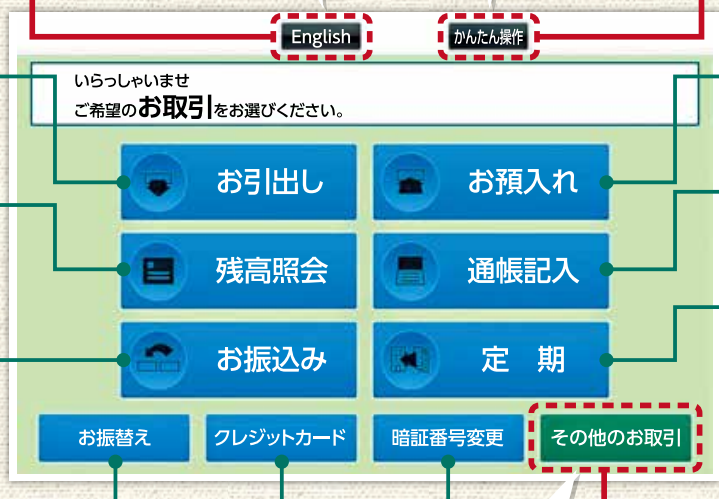 English かんたん操作
いらっしゃいませ
ご希望のお取引をお選びください。
お引出し お預入れ
残高照会 通帳記入
お振込み 定 期
お振替え クレジットカード 暗証番号変更 その他のお取引